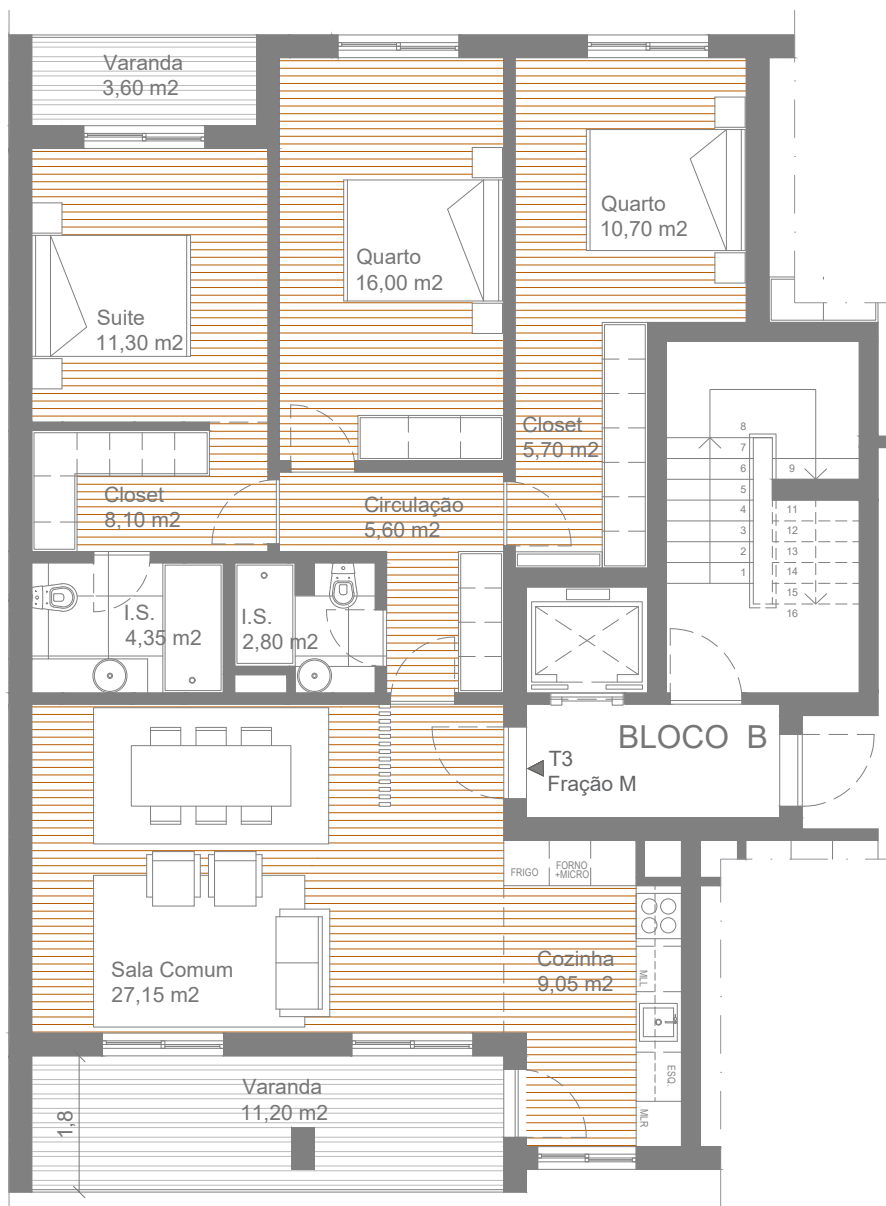 Varanda
3,60 m2
Quarto
10,70 m2
Quarto
16,00 m2
Suite
11,30 m2
Closet
5,70 m2
Closet
8,10 m2
Circulação
5,60 m2
8
7
6
5
4
3
2
1
9
11
12
13
14
15
16
I.S.
4,35 m2
I.S.
2,80 m2
BLOCO B
T3
Fração M
FRIGO
FORNO
+MICRO
Sala Comum
27,15 m2
Cozinha
9,05 m2
MLL
ESQ.
MLR
Varanda
11,20 m2
1,8